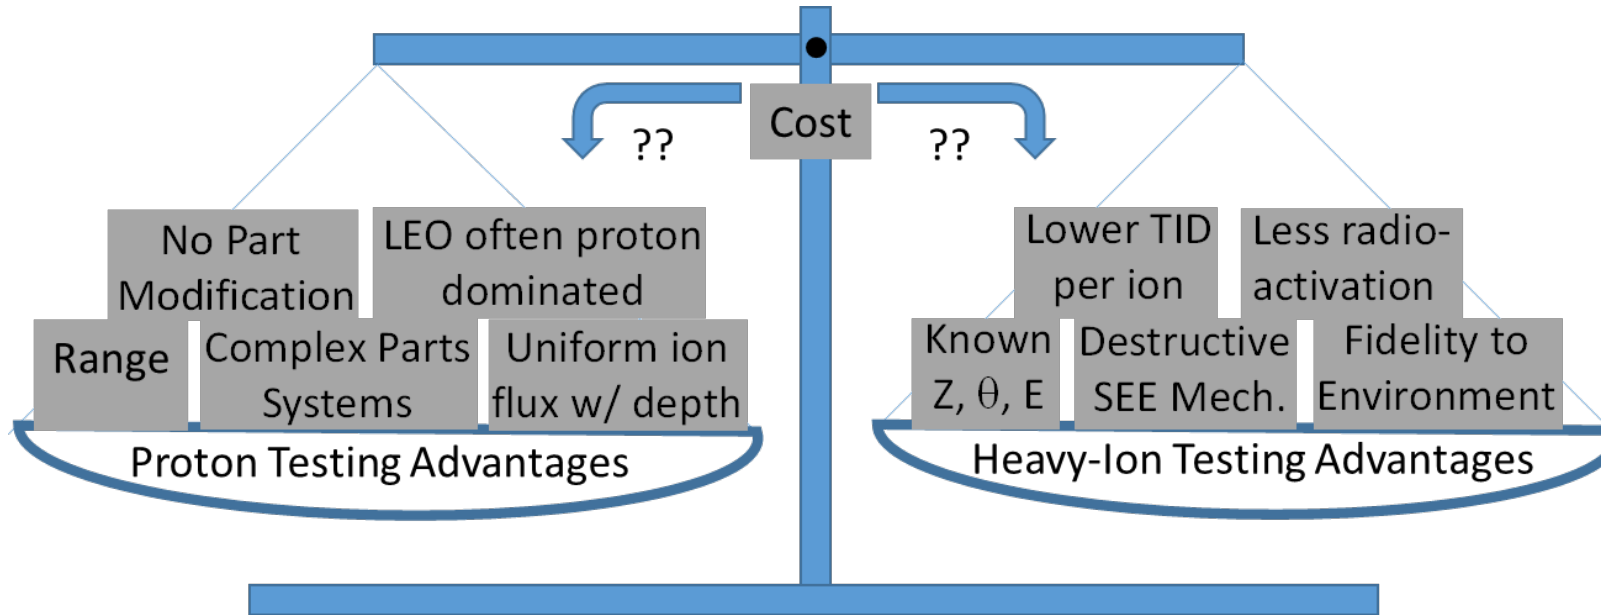 Cost
??
??
No Part
Modification
LEO often proton
dominated
Range
Complex Parts
Systems
Uniform ion
flux w/ depth
Proton Testing Advantages
Lower TID
per ion
Less radio-
activation
Known
Z, θ, E
Destructive
SEE Mech.
Fidelity to
Environment
Heavy-Ion Testing Advantages